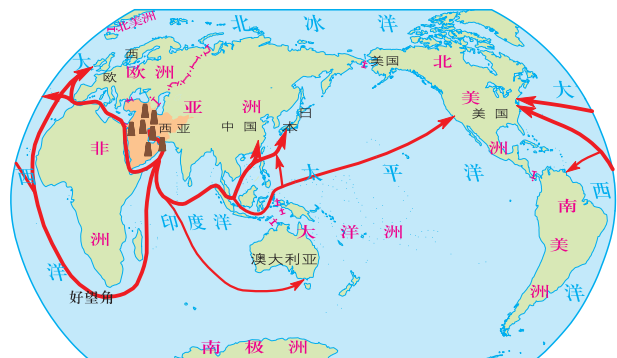 北美洲
北 冰 洋
大
西
欧
欧 洲
亚 洲
美国
北
美
洲
美 国
大
西
洋
西亚
中 国
日
本
非
洲
西
洋
太 平 洋
印 度 洋
大 洋 洲
澳大利亚
南
美
洲
好望角
南 极 洲